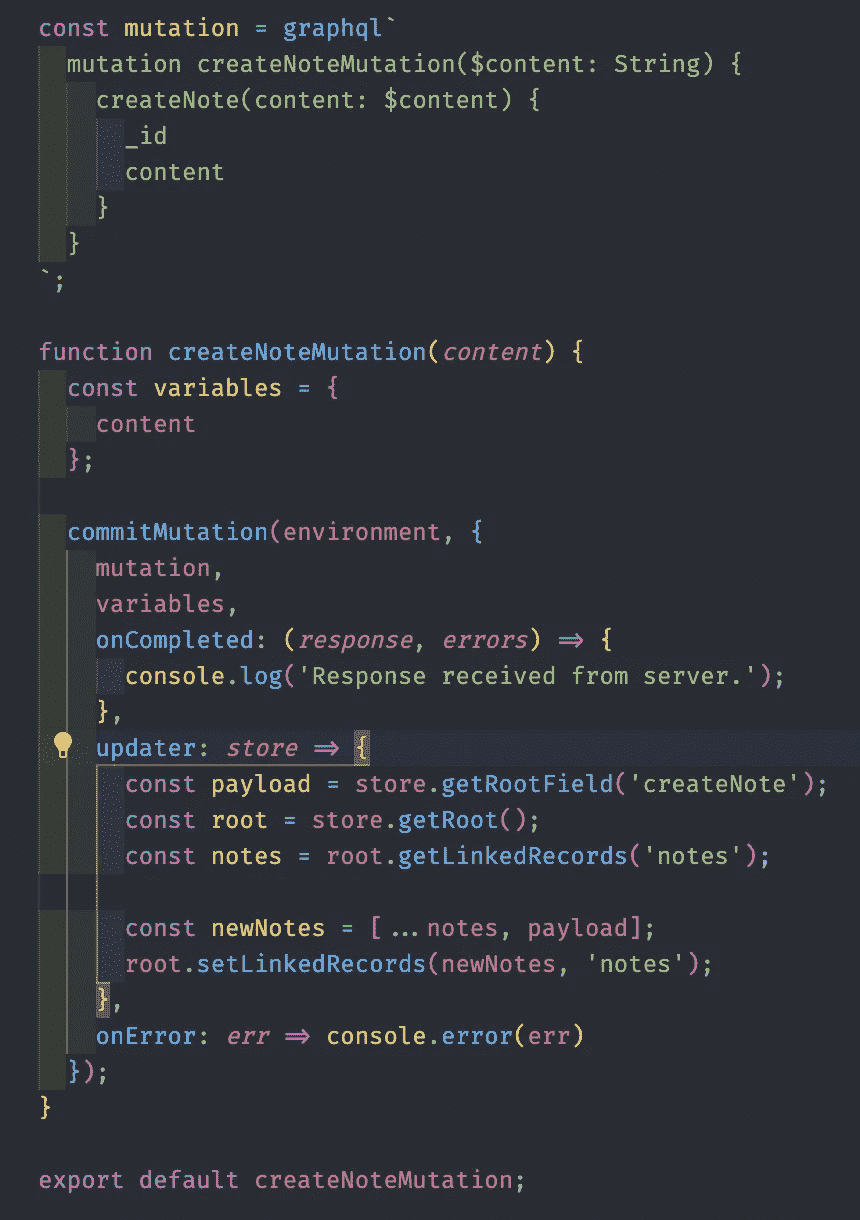 const mutation = graphql`
  mutation createNoteMutation($content: String) {
    createNote(content: $content) {
      _id
      content
    }
  }
`;

function createNoteMutation(content) {
  const variables = {
    content
  };

  commitMutation(environment, {
    mutation,
    variables,
    onCompleted: (response, errors) => {
      console.log('Response received from server.');
    },
    updater: store => {
      const payload = store.getRootField('createNote');
      const root = store.getRoot();
      const notes = root.getLinkedRecords('notes');

      const newNotes = [...notes, payload];
      root.setLinkedRecords(newNotes, 'notes');
    },
    onError: err => console.error(err)
  });
}

export default createNoteMutation;